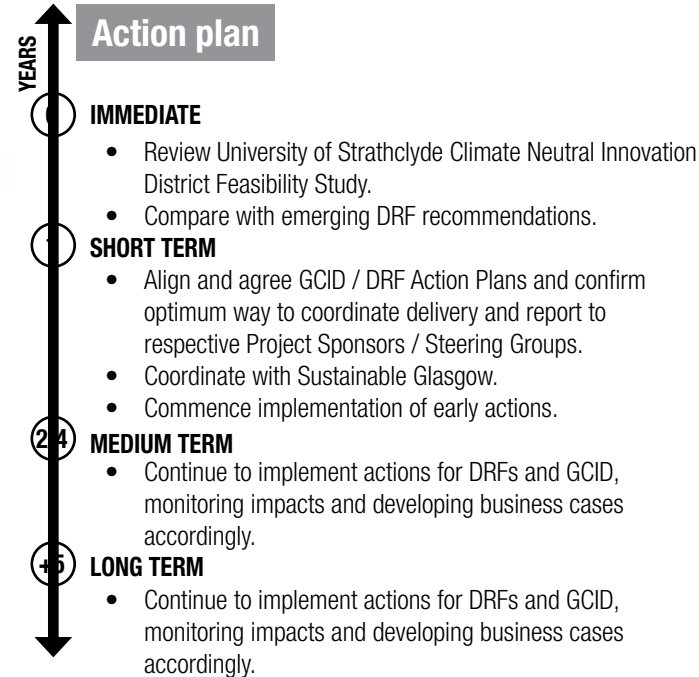 Action plan
YEARS
IMMEDIATE
• Review University of Strathclyde Climate Neutral Innovation
District Feasibility Study.
• Compare with emerging DRF recommendations.
SHORT TERM
• Align and agree GCID / DRF Action Plans and confirm
optimum way to coordinate delivery and report to
respective Project Sponsors / Steering Groups.
• Coordinate with Sustainable Glasgow.
• Commence implementation of early actions.
MEDIUM TERM
• Continue to implement actions for DRFs and GCID,
monitoring impacts and developing business cases
accordingly.
+5
LONG TERM
• Continue to implement actions for DRFs and GCID,
monitoring impacts and developing business cases
accordingly.